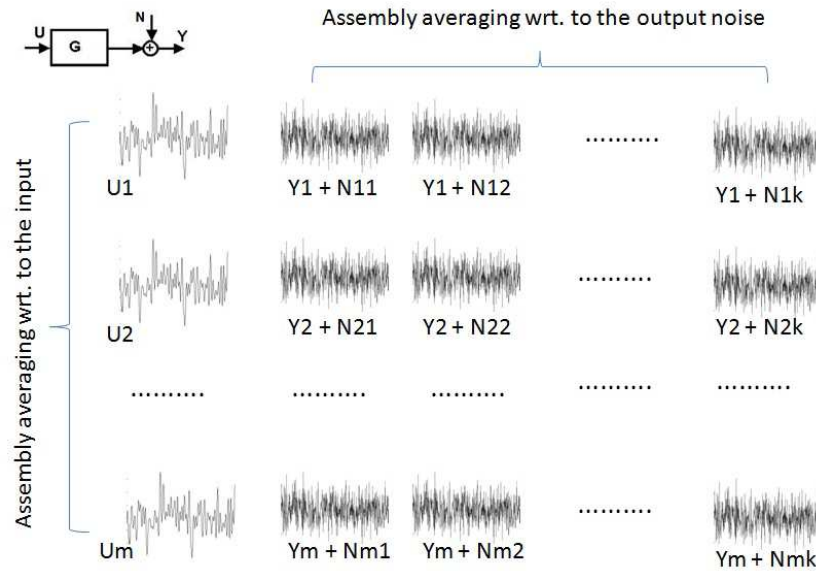 Assembly averaging wrt. to the output noise
N
U
G
+
Y
Assembly averaging wrt. to the input
U1
Y1 + N11
Y1 + N12
……….
Y1 + N1k
U2
Y2 + N21
Y2 + N22
……….
Y2 + N2k
……….
……….
……….
……….
……….
Um
Ym + Nm1
Ym + Nm2
……….
Ym + Nmk